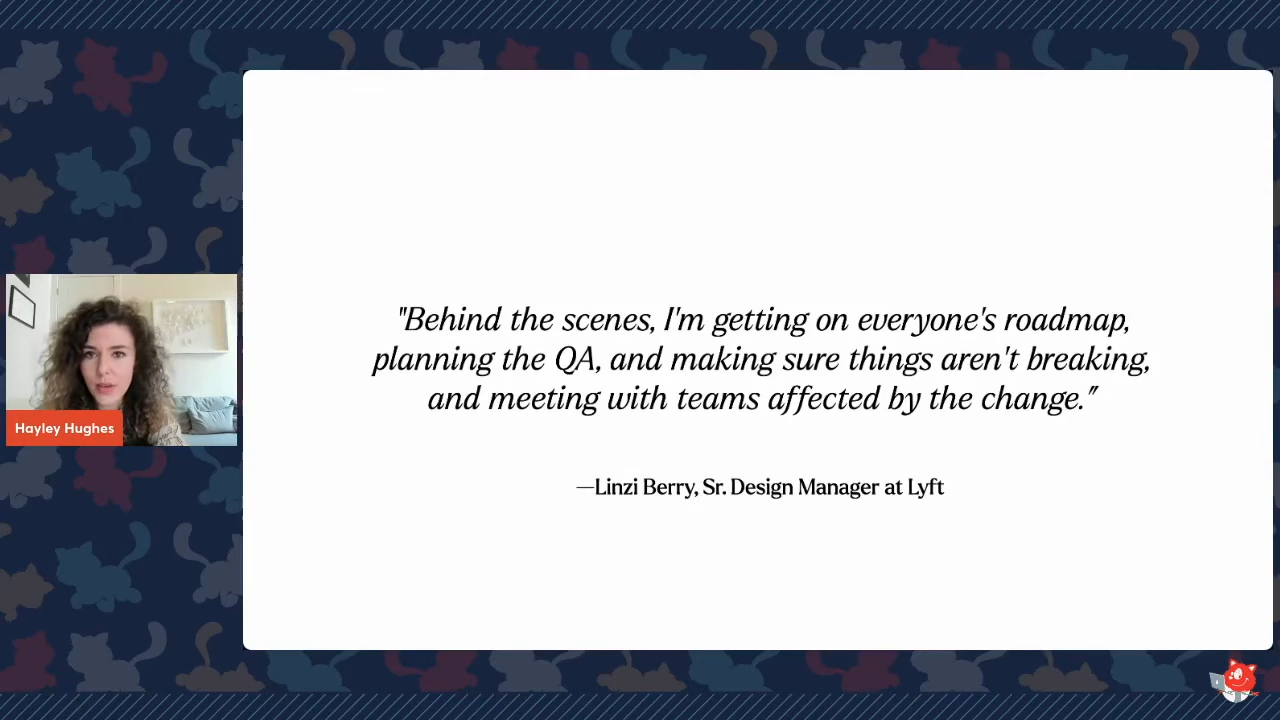 "Behind the scenes, I'm getting on everyone's roadmap,
planning the QA, and making sure things aren't breaking,
and meeting with teams affected by the change."
—Linzi Berry, Sr. Design Manager at Lyft
Hayley Hughes